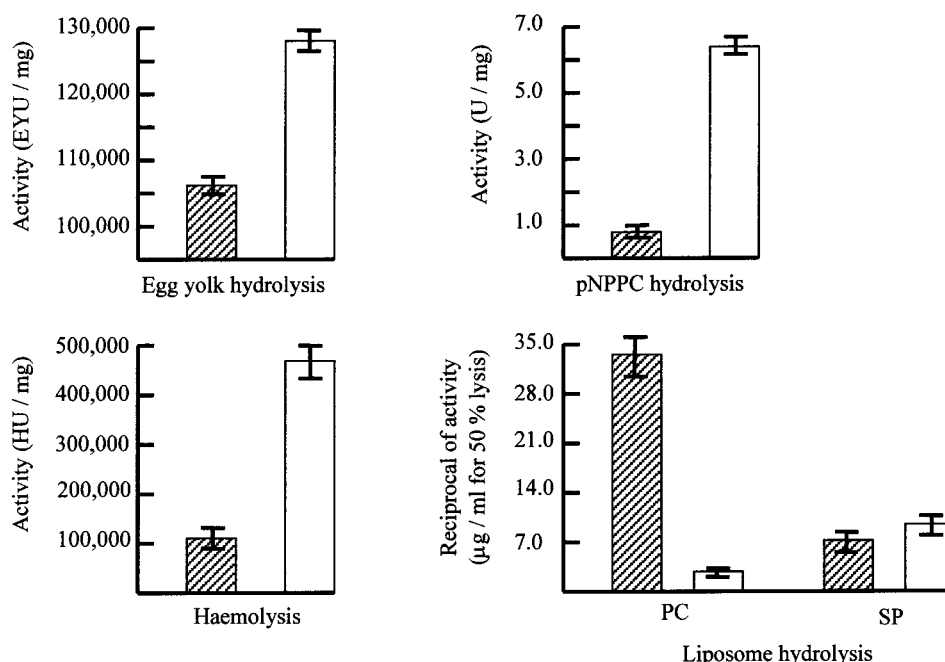 Activity (EYU / mg)
130,000
120,000
110,000
100,000
Egg yolk hydrolysis
Activity (U / mg)
7.0
5.0
3.0
1.0
pNPPC hydrolysis
Activity (HU / mg)
500,000
400,000
300,000
200,000
100,000
Haemolysis
Reciprocal of activity
(µg / ml for 50 % lysis)
35.0
28.0
21.0
14.0
7.0
PC
SP
Liposome hydrolysis